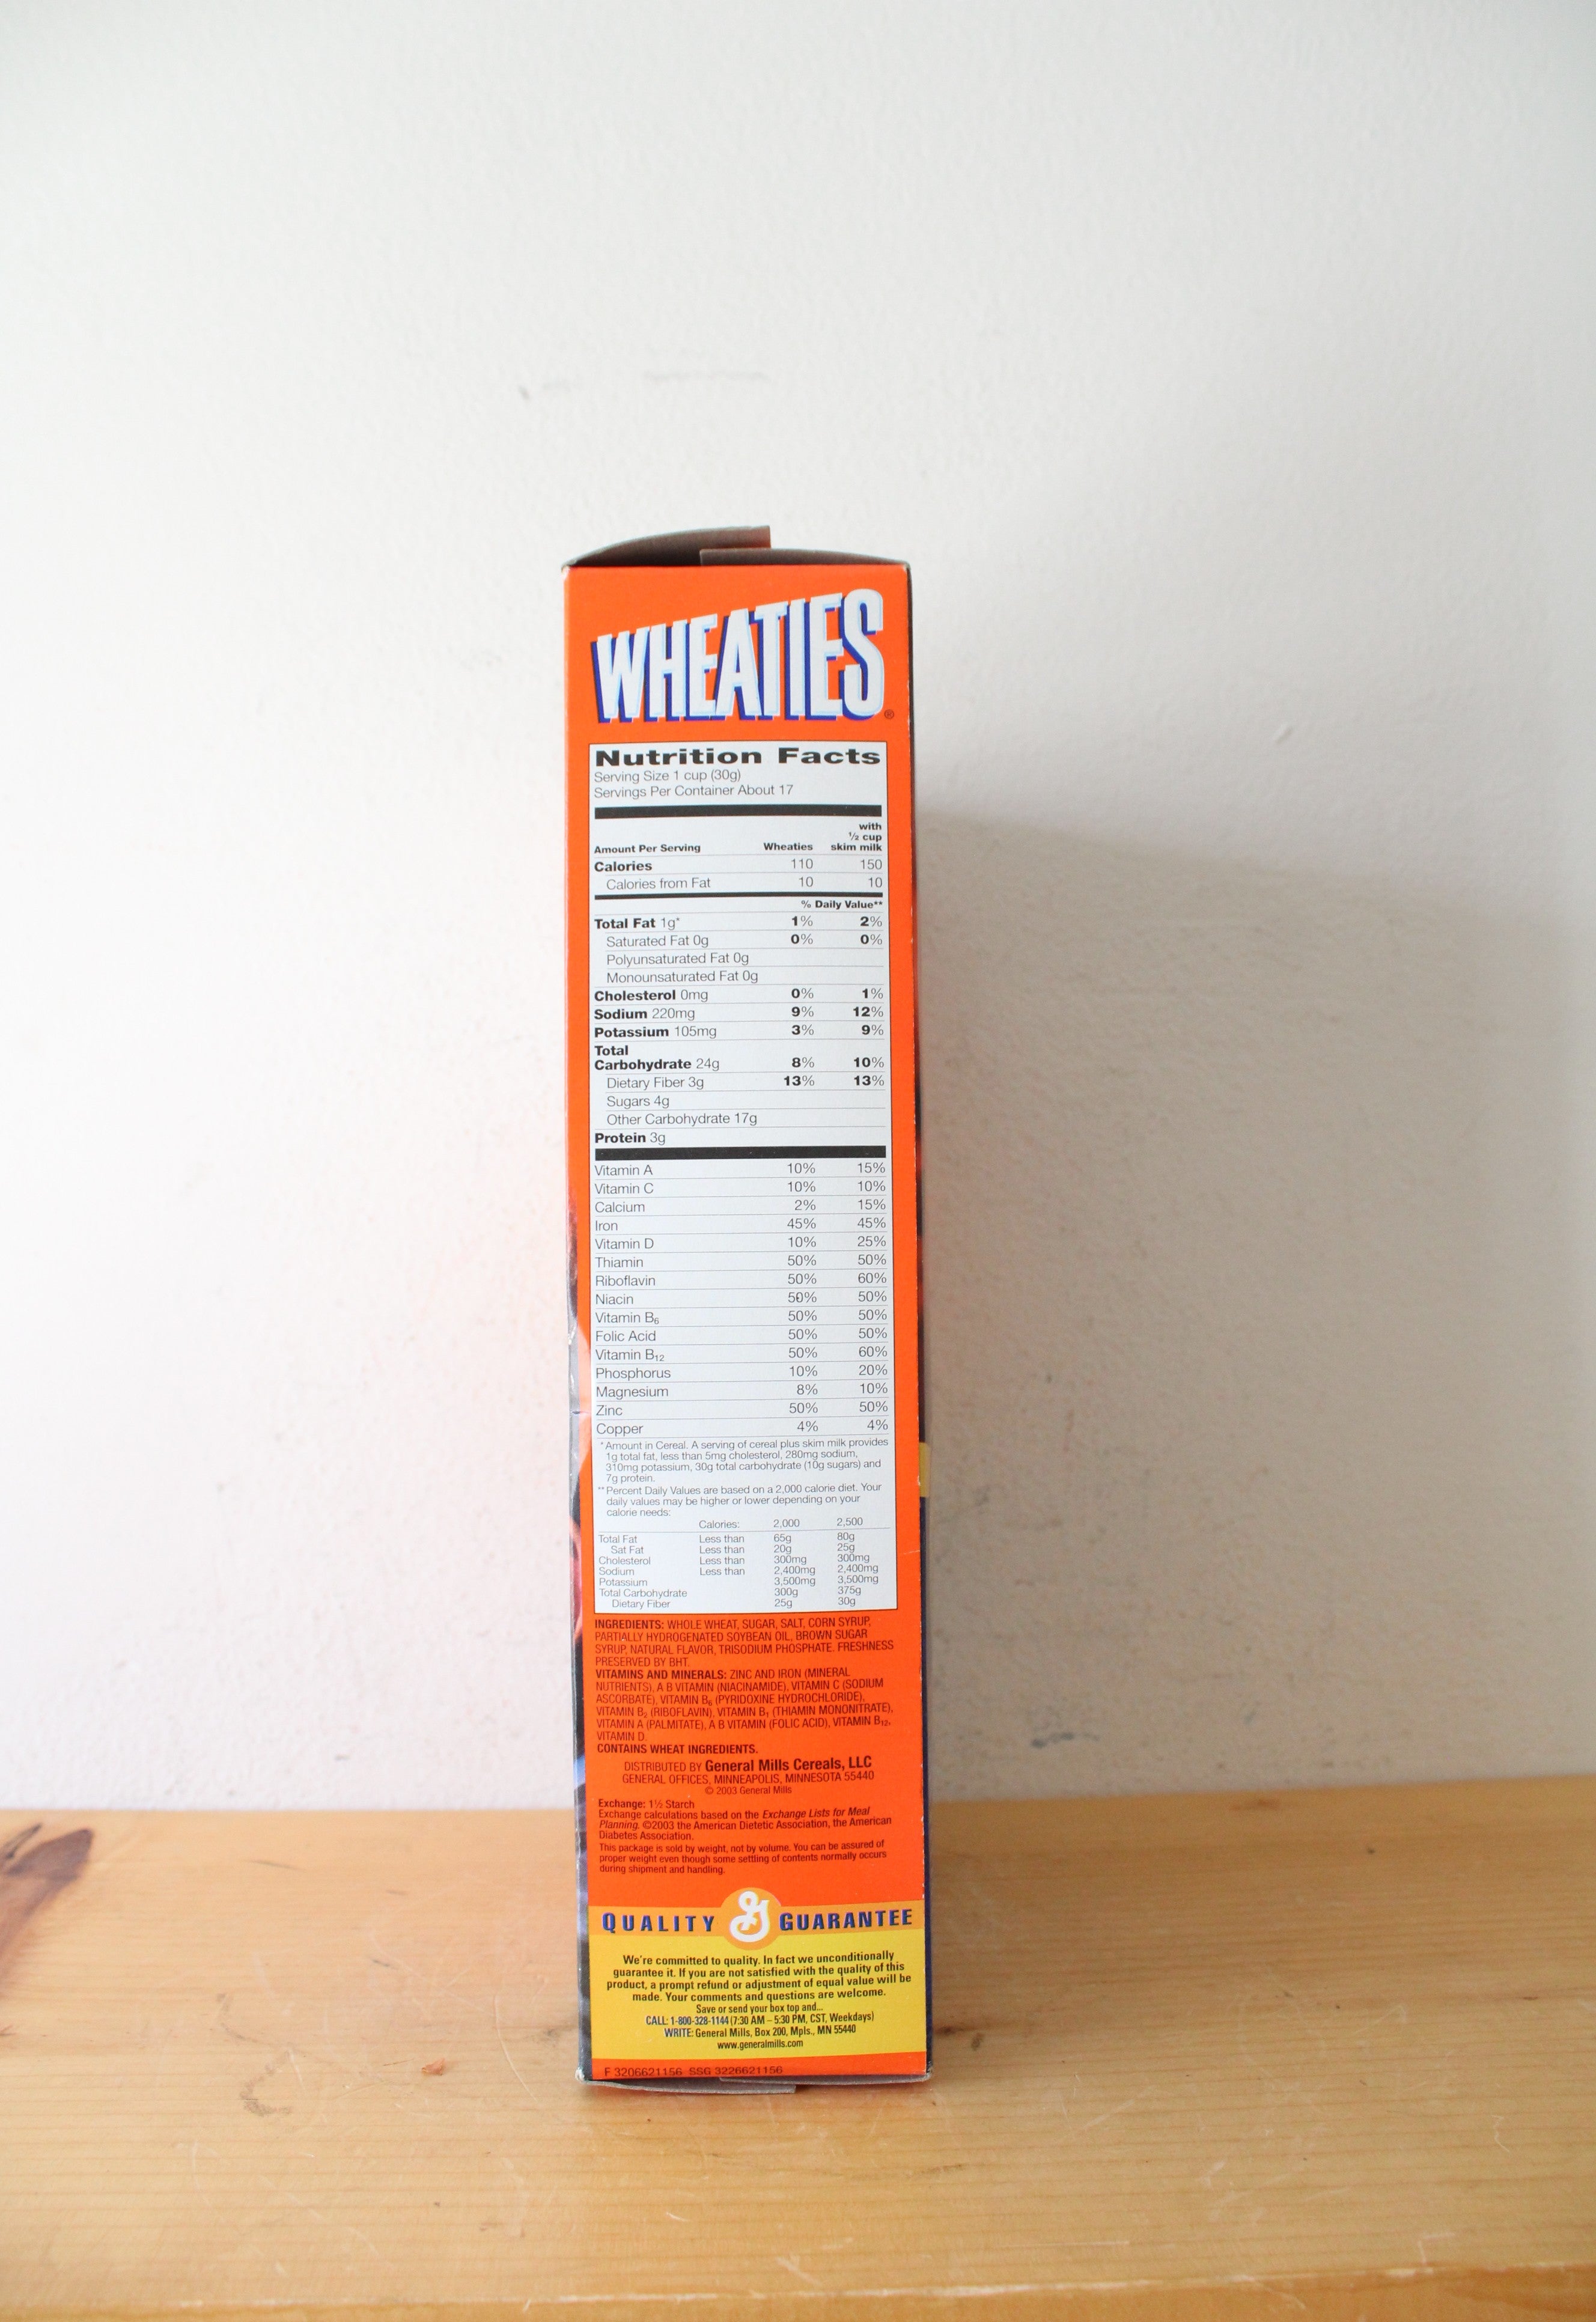 WHEATIES®
Nutrition Facts
Serving Size 1 cup (30g)
Servings Per Container About 17
with
½ cup
Amount Per Serving Wheaties skim milk
Calories 110 150
Calories from Fat 10 10
% Daily Value**
Total Fat 1g* 1% 2%
Saturated Fat 0g 0% 0%
Polyunsaturated Fat 0g
Monounsaturated Fat 0g
Cholesterol 0mg 0% 1%
Sodium 220mg 9% 12%
Potassium 105mg 3% 9%
Total
Carbohydrate 24g 8% 10%
Dietary Fiber 3g 13% 13%
Sugars 4g
Other Carbohydrate 17g
Protein 3g
Vitamin A 10% 15%
Vitamin C 10% 10%
Calcium 2% 15%
Iron 45% 45%
Vitamin D 10% 25%
Thiamin 50% 50%
Riboflavin 50% 60%
Niacin 50% 50%
Vitamin B6 50% 50%
Folic Acid 50% 50%
Vitamin B12 50% 60%
Phosphorus 10% 20%
Magnesium 8% 10%
Zinc 50% 50%
Copper 4% 4%
*Amount in Cereal. A serving of cereal plus skim milk provides
1g total fat, less than 5mg cholesterol, 280mg sodium,
310mg potassium, 30g total carbohydrate (10g sugars) and
7g protein.
**Percent Daily Values are based on a 2,000 calorie diet. Your
daily values may be higher or lower depending on your
calorie needs:
Calories: 2,000 2,500
Total Fat Less than 65g 80g
Sat Fat Less than 20g 25g
Cholesterol Less than 300mg 300mg
Sodium Less than 2,400mg 2,400mg
Potassium 3,500mg 3,500mg
Total Carbohydrate 300g 375g
Dietary Fiber 25g 30g
INGREDIENTS: WHOLE WHEAT, SUGAR, SALT, CORN SYRUP,
PARTIALLY HYDROGENATED SOYBEAN OIL, BROWN SUGAR
SYRUP, NATURAL FLAVOR, TRISODIUM PHOSPHATE. FRESHNESS
PRESERVED BY BHT.
VITAMINS AND MINERALS: ZINC AND IRON (MINERAL
NUTRIENTS), A B VITAMIN (NIACINAMIDE), VITAMIN C (SODIUM
ASCORBATE), VITAMIN B6 (PYRIDOXINE HYDROCHLORIDE),
VITAMIN B2 (RIBOFLAVIN), VITAMIN B1 (THIAMIN MONONITRATE),
VITAMIN A (PALMITATE), A B VITAMIN (FOLIC ACID), VITAMIN B12,
VITAMIN D.
CONTAINS WHEAT INGREDIENTS.
DISTRIBUTED BY General Mills Cereals, LLC
GENERAL OFFICES, MINNEAPOLIS, MINNESOTA 55440
© 2003 General Mills
Exchange: 1½ Starch
Exchange calculations based on the Exchange Lists for Meal
Planning. ©2003 the American Dietetic Association, the American
Diabetes Association.
This package is sold by weight, not by volume. You can be assured of
proper weight even though some settling of contents normally occurs
during shipment and handling.
QUALITY G GUARANTEE
We're committed to quality. In fact we unconditionally
guarantee it. If you are not satisfied with the quality of this
product, a prompt refund or adjustment of equal value will be
made. Your comments and questions are welcome.
Save or send your box top and...
CALL: 1-800-328-1144 (7:30 AM – 5:30 PM, CST, Weekdays)
WRITE: General Mills, Box 200, Mpls., MN 55440
www.generalmills.com
F 3206621156 SSG 3226621156